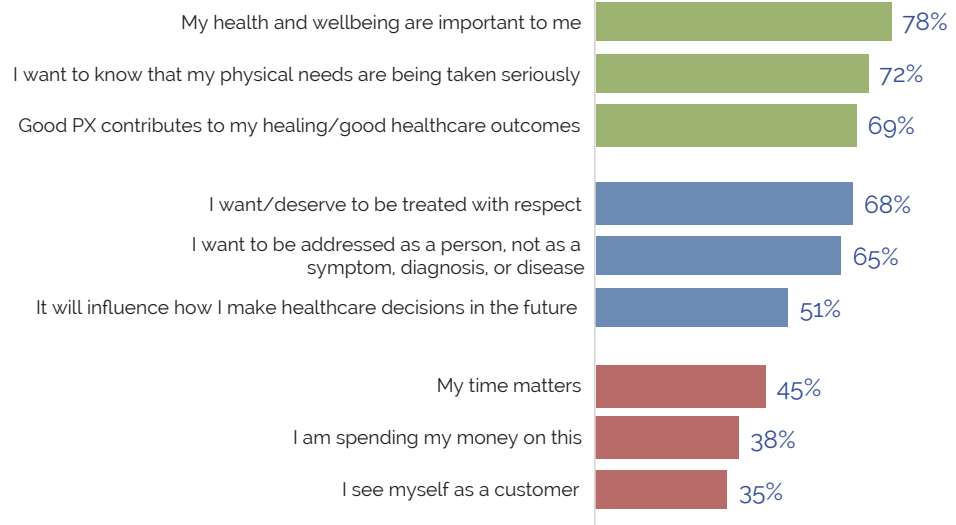 My health and wellbeing are important to me 78%
I want to know that my physical needs are being taken seriously 72%
Good PX contributes to my healing/good healthcare outcomes 69%
I want/deserve to be treated with respect 68%
I want to be addressed as a person, not as a
symptom, diagnosis, or disease 65%
It will influence how I make healthcare decisions in the future 51%
My time matters 45%
I am spending my money on this 38%
I see myself as a customer 35%